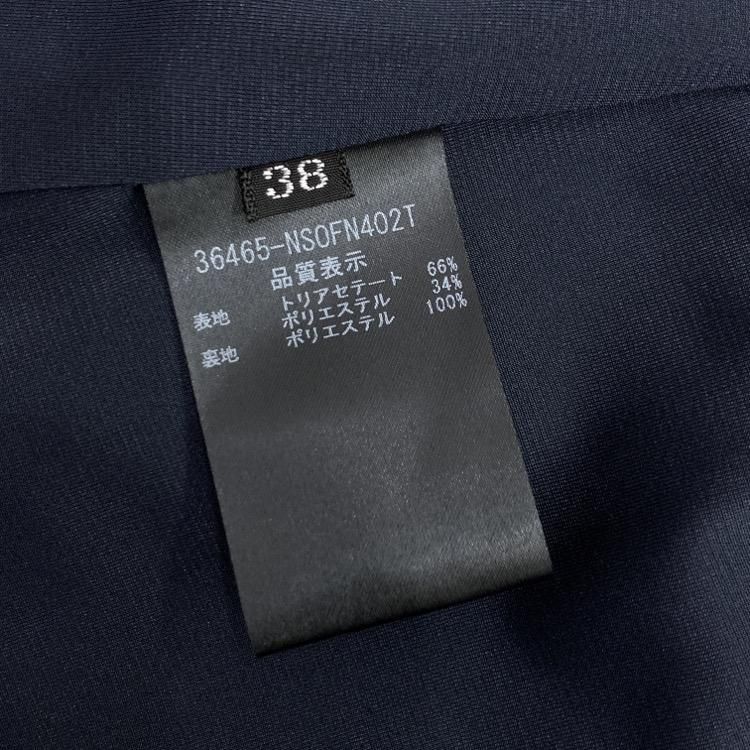 38
36465-NS0FN402T
品質表示
表地 トリアセテート 66%
ポリエステル 34%
裏地 ポリエステル 100%